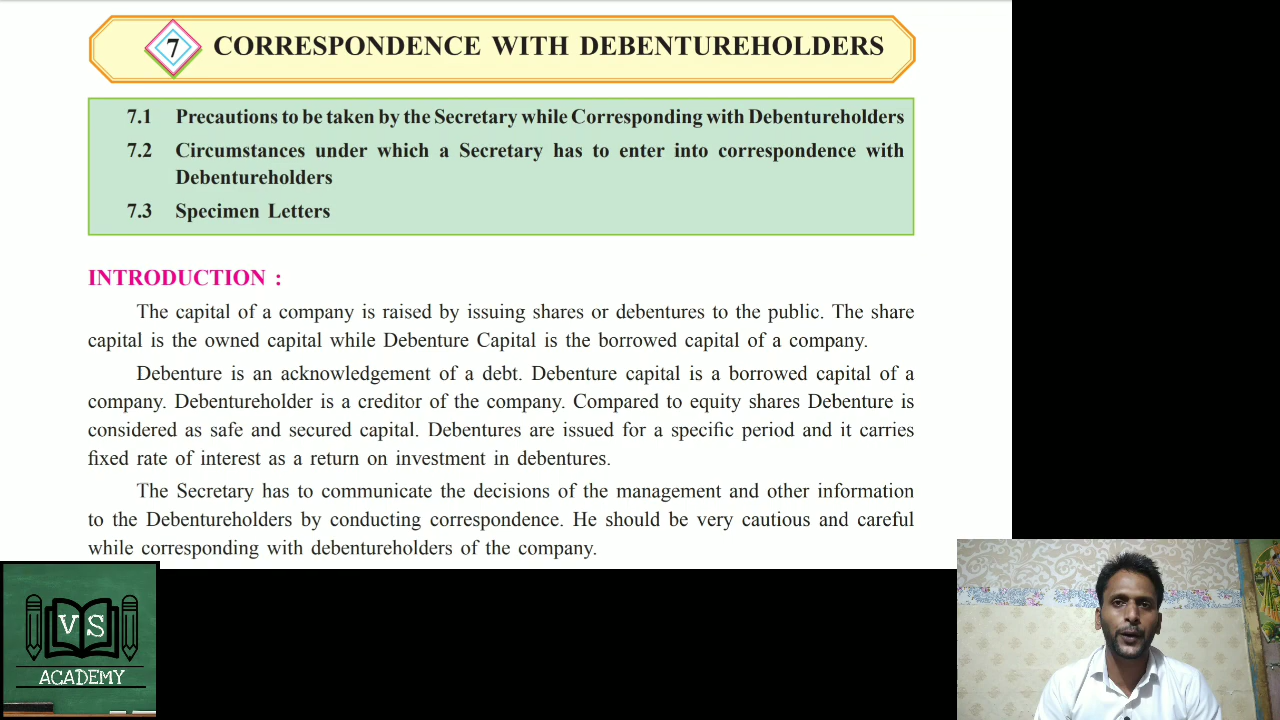 7 CORRESPONDENCE WITH DEBENTUREHOLDERS
7.1 Precautions to be taken by the Secretary while Corresponding with Debentureholders
7.2 Circumstances under which a Secretary has to enter into correspondence with
Debentureholders
7.3 Specimen Letters
INTRODUCTION :
The capital of a company is raised by issuing shares or debentures to the public. The share
capital is the owned capital while Debenture Capital is the borrowed capital of a company.
Debenture is an acknowledgement of a debt. Debenture capital is a borrowed capital of a
company. Debentureholder is a creditor of the company. Compared to equity shares Debenture is
considered as safe and secured capital. Debentures are issued for a specific period and it carries
fixed rate of interest as a return on investment in debentures.
The Secretary has to communicate the decisions of the management and other information
to the Debentureholders by conducting correspondence. He should be very cautious and careful
while corresponding with debentureholders of the company.
VS
ACADEMY